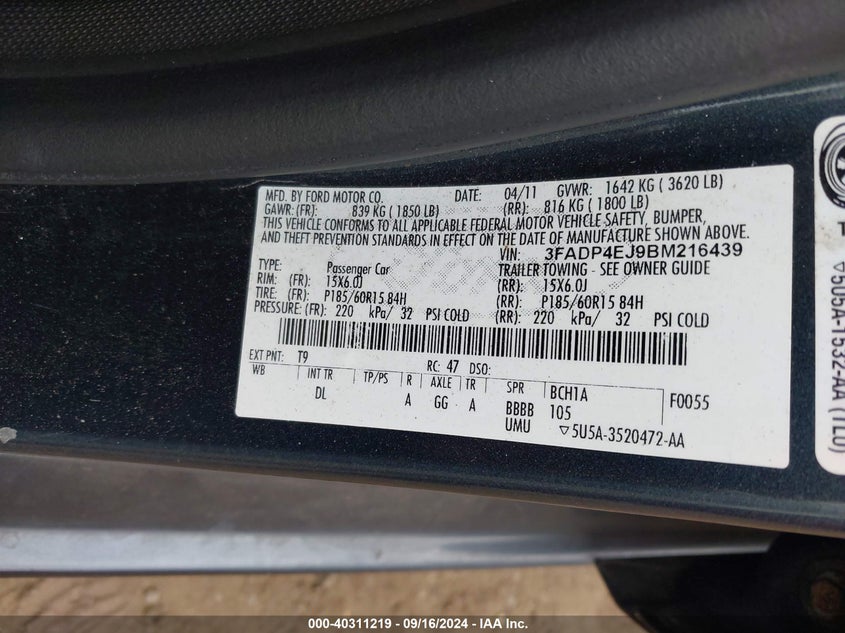 MFD. BY FORD MOTOR CO. DATE: 04/11 GVWR: 1642 KG ( 3620 LB)
GAWR: (FR): 839 KG ( 1850 LB) (RR): 816 KG ( 1800 LB)
THIS VEHICLE CONFORMS TO ALL APPLICABLE FEDERAL MOTOR VEHICLE SAFETY, BUMPER,
AND THEFT PREVENTION STANDARDS IN EFFECT ON THE DATE OF MANUFACTURE SHOWN ABOVE.
VIN: 3FADP4EJ9BM216439
TYPE: Passenger Car TRAILER TOWING - SEE OWNER GUIDE
RIM: (FR): 15X6.0J (RR): 15X6.0J
TIRE: (FR): P185/60R15 84H (RR): P185/60R15 84H
PRESSURE: (FR): 220 kPa/ 32 PSI COLD (RR): 220 kPa/ 32 PSI COLD
EXT PNT: T9 RC: 47 DSO:
WB INT TR TP/PS R AXLE TR SPR BCH1A F0055
DL A GG A BBBB 105
UMU ▽5U5A-3520472-AA
▽5U5A-1532-AA (TLU)
000-40311219 - 09/16/2024 - IAA Inc.